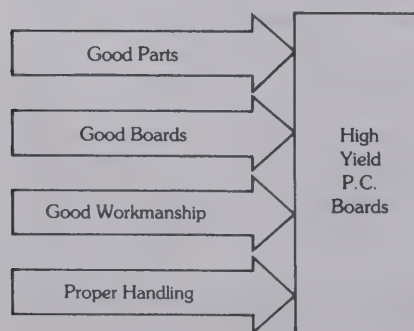 Good Parts
Good Boards
Good Workmanship
Proper Handling
High
Yield
P.C.
Boards